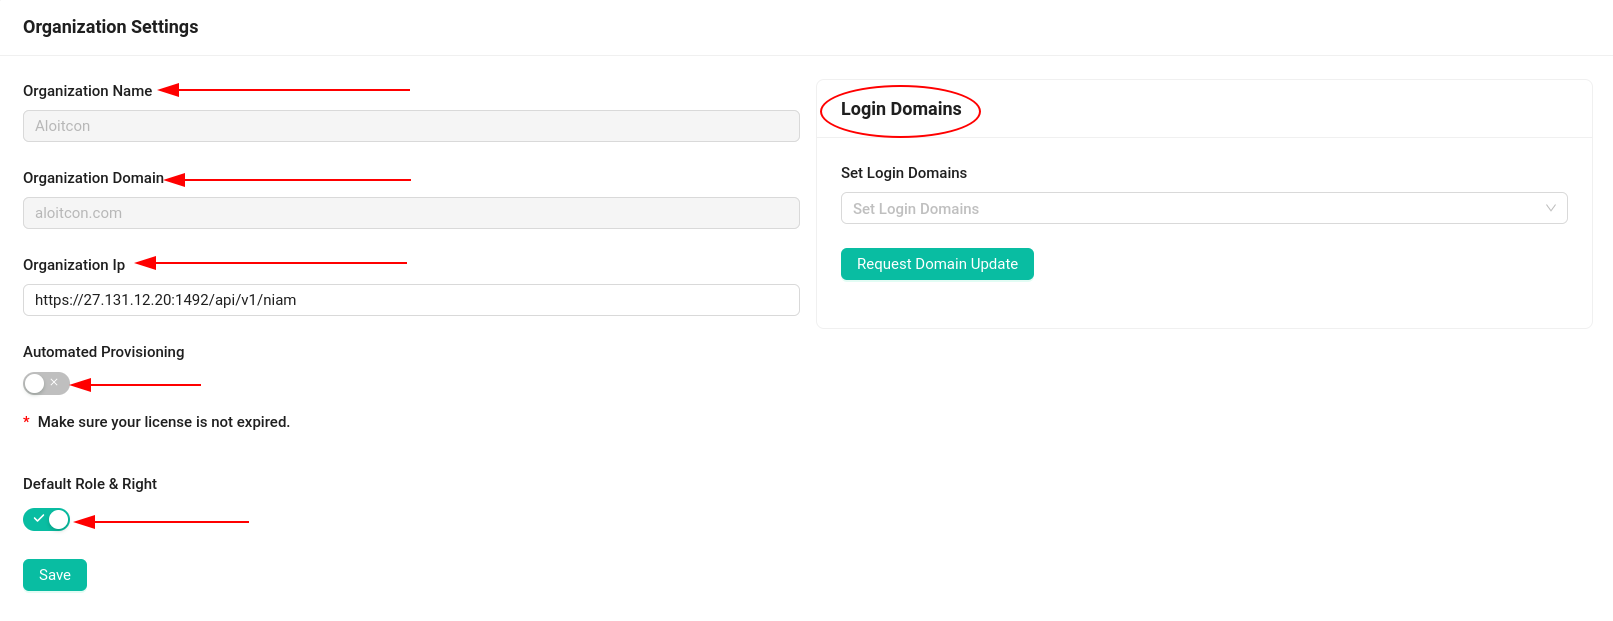 Organization Settings
Organization Name
Aloitcon
Organization Domain
aloitcon.com
Organization Ip
https://27.131.12.20:1492/api/v1/niam
Automated Provisioning
* Make sure your license is not expired.
Default Role & Right
Save
Login Domains
Set Login Domains
Set Login Domains
Request Domain Update